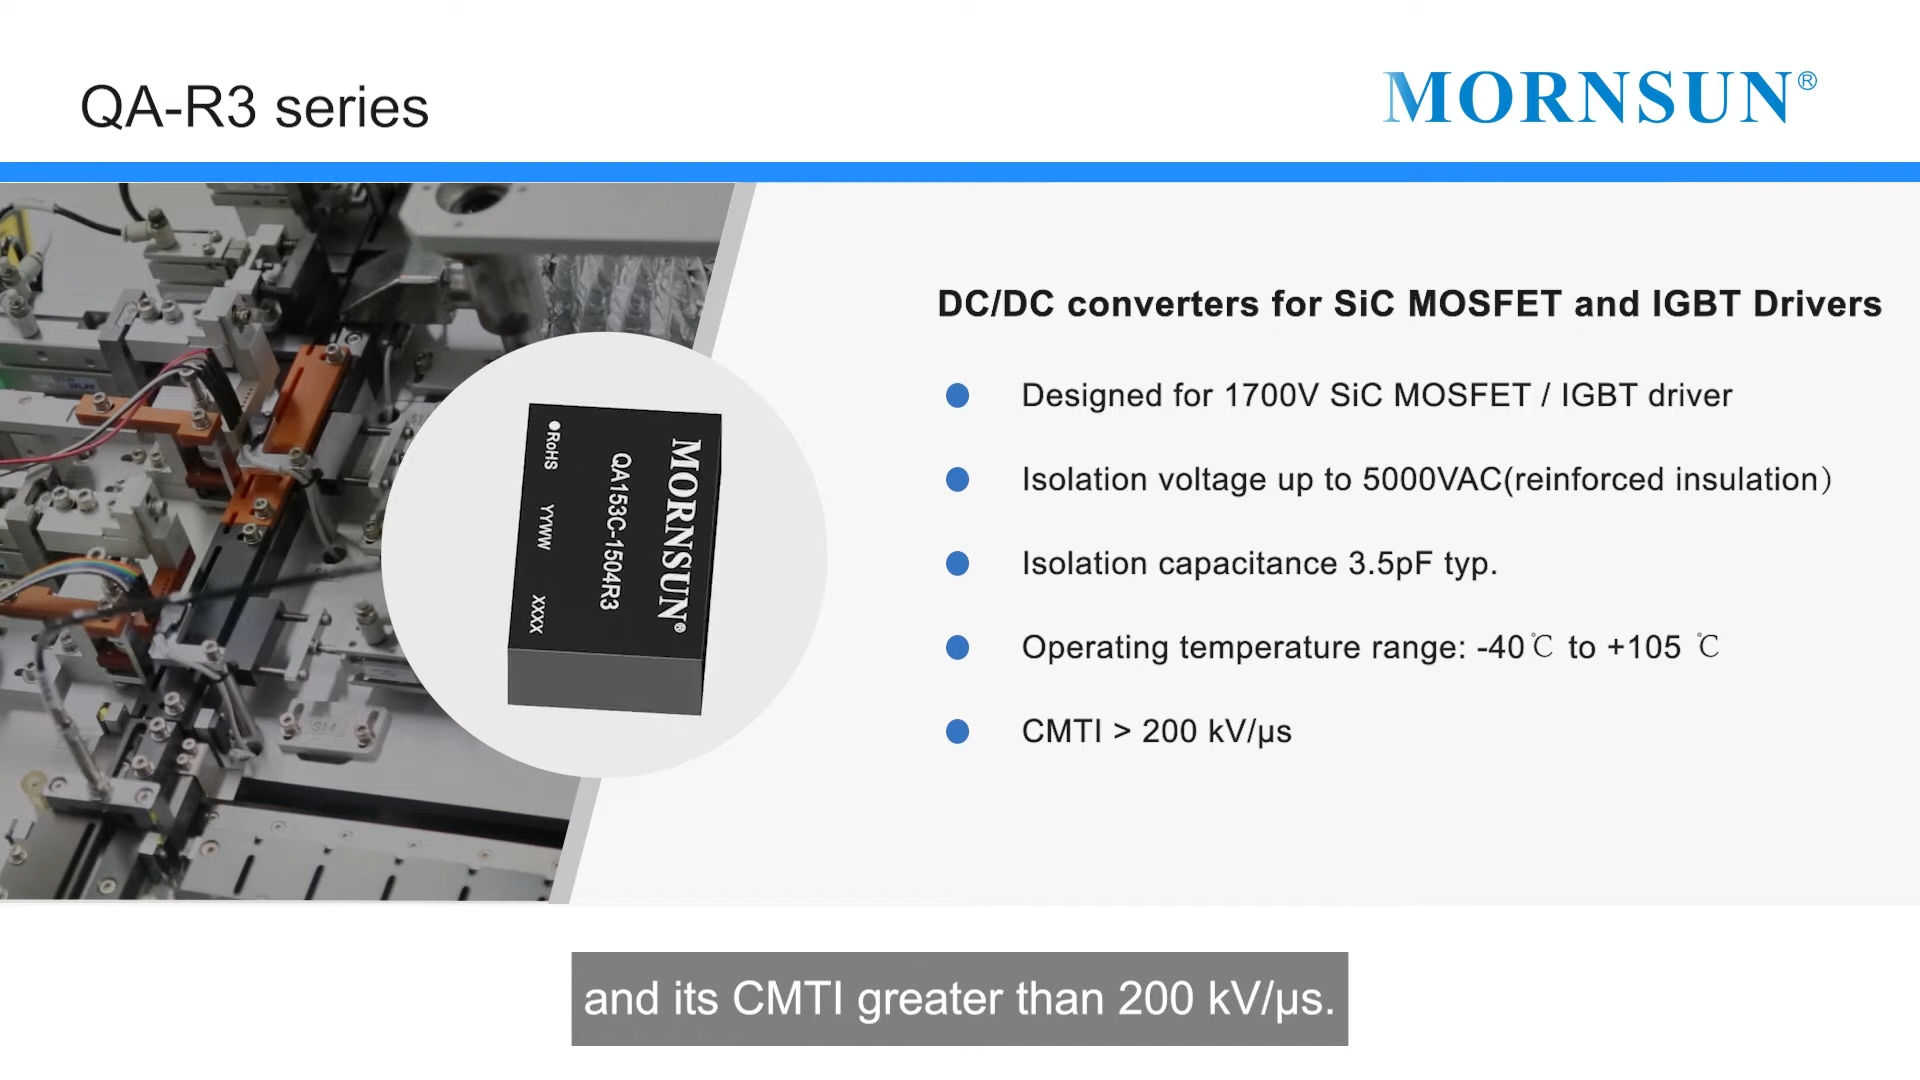 QA-R3 series
MORNSUN®
DC/DC converters for SiC MOSFET and IGBT Drivers
Designed for 1700V SiC MOSFET / IGBT driver
Isolation voltage up to 5000VAC(reinforced insulation）
Isolation capacitance 3.5pF typ.
Operating temperature range: -40℃ to +105 ℃
CMTI > 200 kV/μs
MORNSUN®
QA153C-1504R3
RoHS YYWW XXXX
S14
and its CMTI greater than 200 kV/μs.